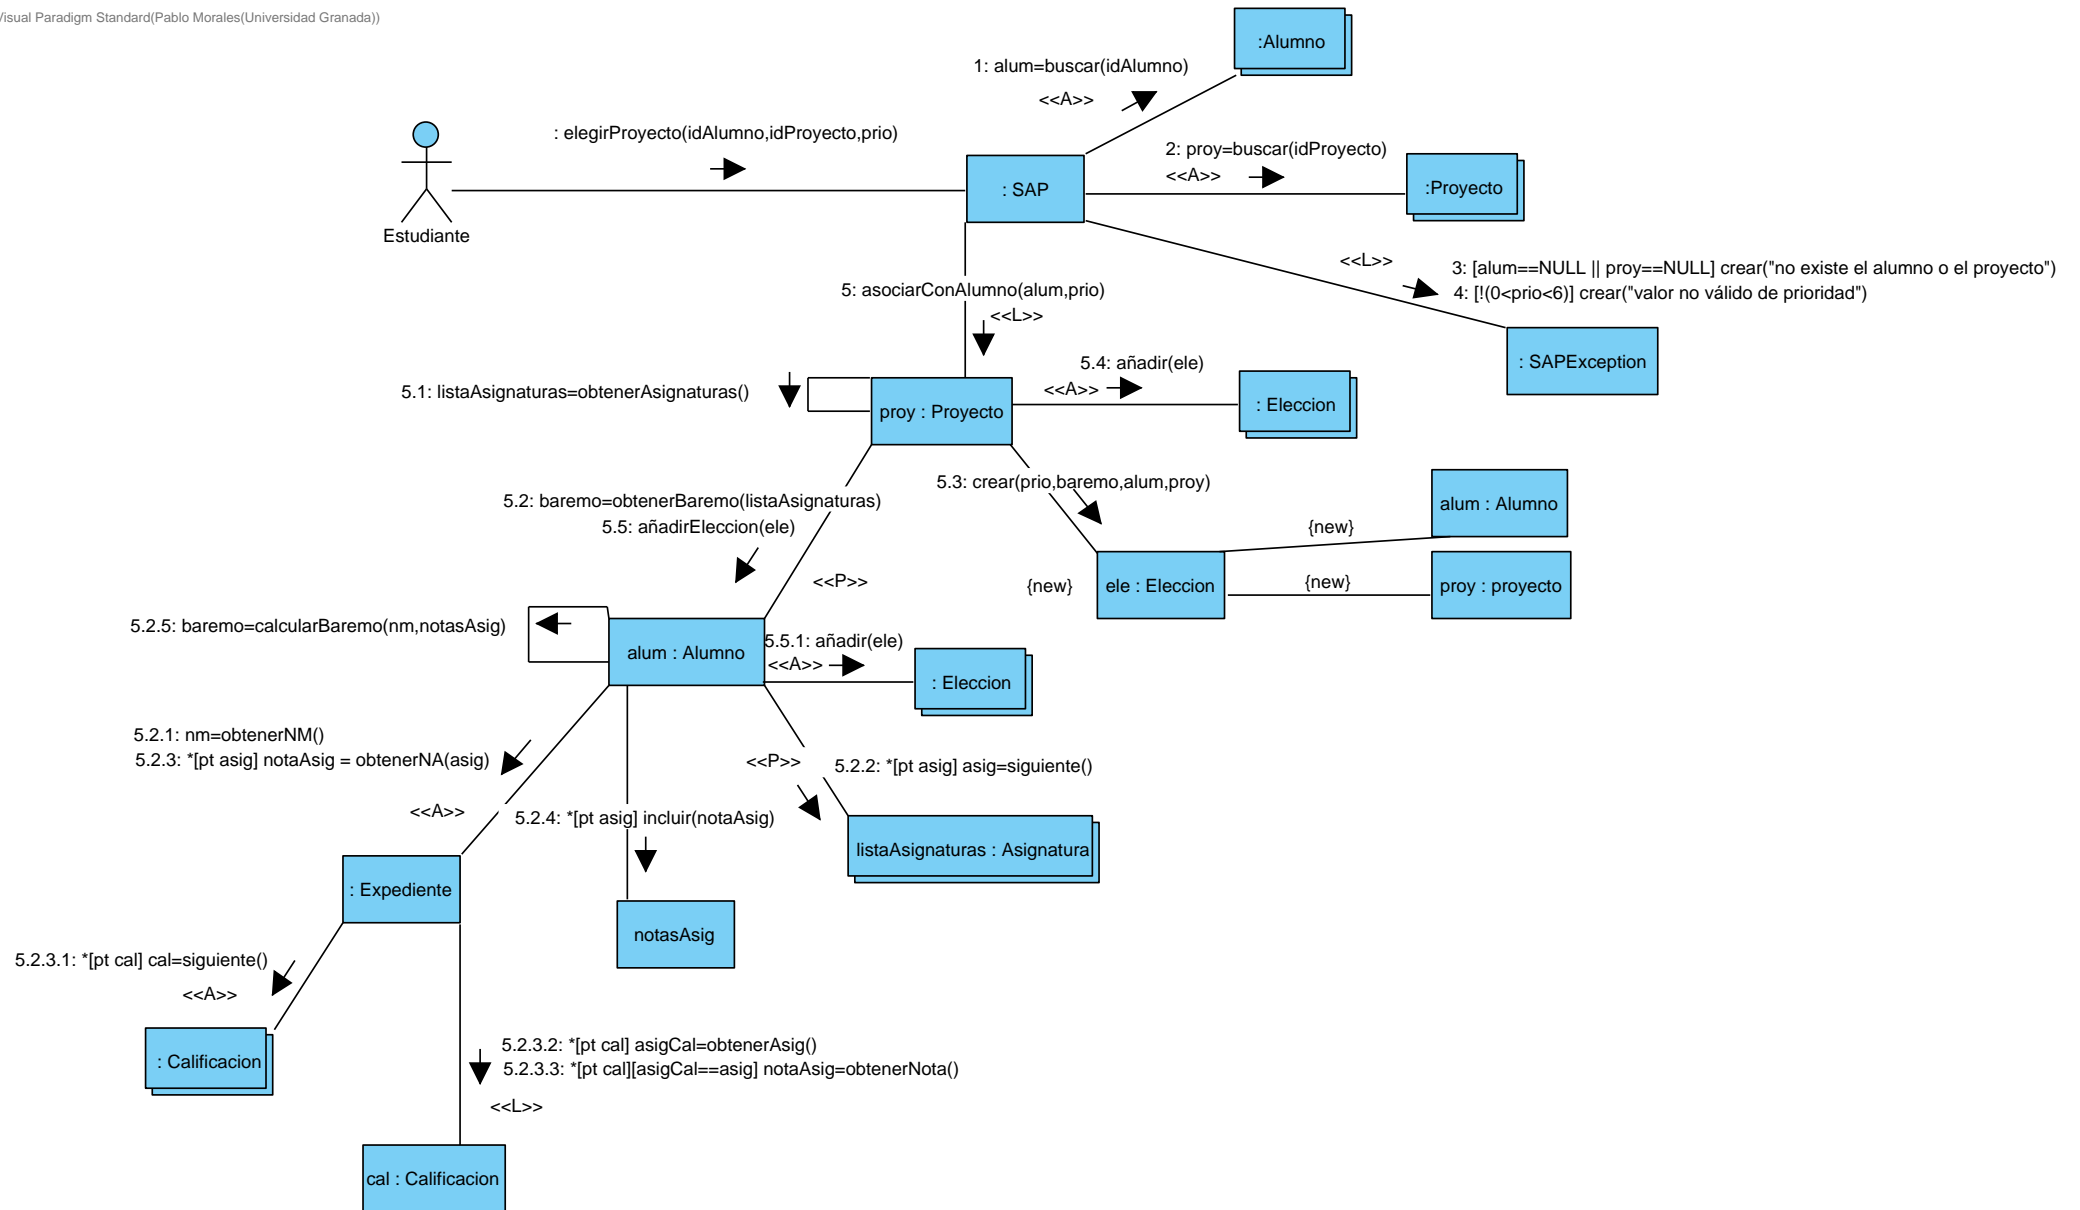 Visual Paradigm Standard(Pablo Morales(Universidad Granada))
:Alumno
1: alum=buscar(idAlumno)
<<A>>
: elegirProyecto(idAlumno,idProyecto,prio)
2: proy=buscar(idProyecto)
<<A>>
: SAP
:Proyecto
Estudiante
<<L>>
3: [alum==NULL || proy==NULL] crear("no existe el alumno o el proyecto")
4: [!(0<prio<6)] crear("valor no válido de prioridad")
5: asociarConAlumno(alum,prio)
<<L>>
: SAPException
5.4: añadir(ele)
5.1: listaAsignaturas=obtenerAsignaturas()
<<A>>
: Eleccion
proy : Proyecto
5.3: crear(prio,baremo,alum,proy)
5.2: baremo=obtenerBaremo(listaAsignaturas)
5.5: añadirEleccion(ele)
alum : Alumno
{new}
<<P>>
{new}
ele : Eleccion
{new}
proy : proyecto
5.2.5: baremo=calcularBaremo(nm,notasAsig)
alum : Alumno
5.5.1: añadir(ele)
<<A>>
: Eleccion
5.2.1: nm=obtenerNM()
5.2.3: *[pt asig] notaAsig = obtenerNA(asig)
<<P>>
5.2.2: *[pt asig] asig=siguiente()
<<A>>
5.2.4: *[pt asig] incluir(notaAsig)
listaAsignaturas : Asignatura
: Expediente
notasAsig
5.2.3.1: *[pt cal] cal=siguiente()
<<A>>
5.2.3.2: *[pt cal] asigCal=obtenerAsig()
5.2.3.3: *[pt cal][asigCal==asig] notaAsig=obtenerNota()
: Calificacion
<<L>>
cal : Calificacion